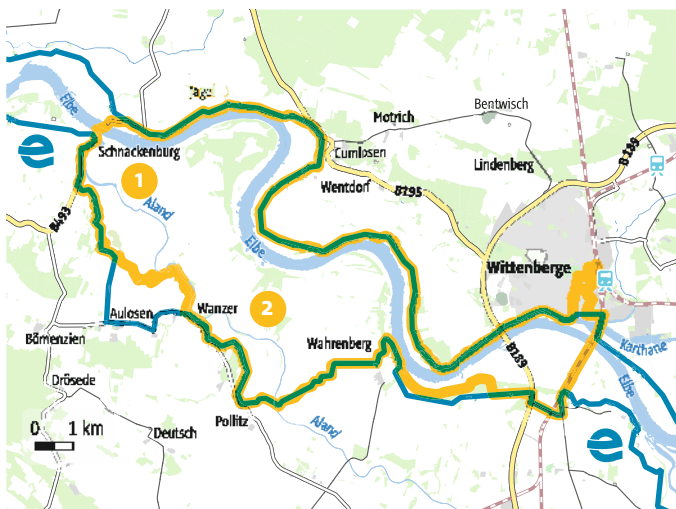 Elbe
Motrich
Bentwisch
e
Schnackenburg
Cumlosen
B 189
Lindenberg
1
Wentdorf
B195
Aland
B493
Elbe
Wittenberge
Wanzer
2
Aulosen
Bömenzien
Wahrenberg
B189
Karthane
Elbe
Drösede
0 1 km
Deutsch
Pollitz
Aland
e